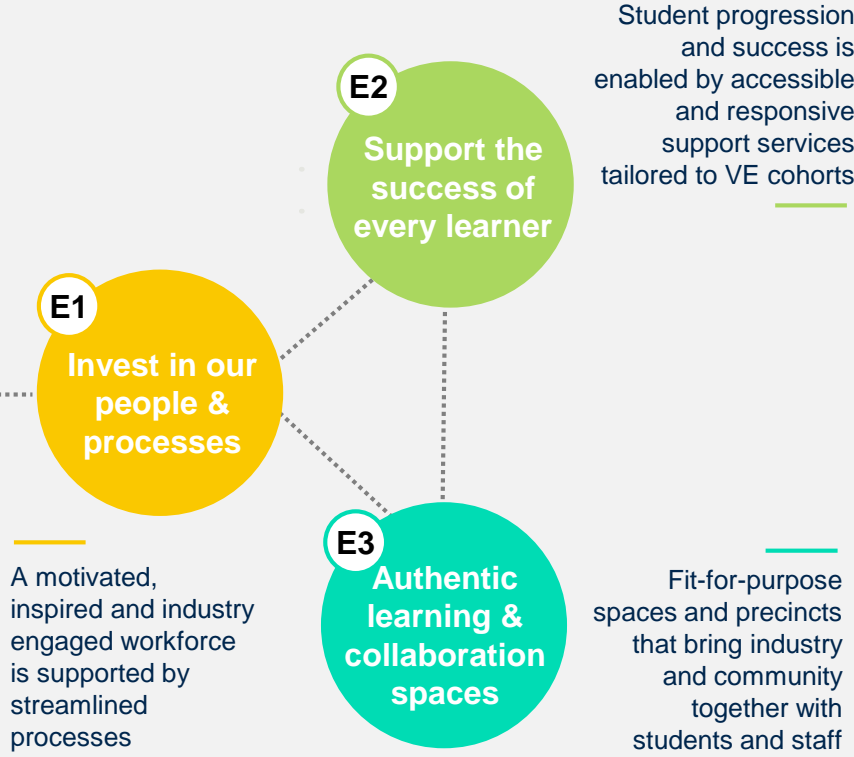 Student progression
and success is
enabled by accessible
and responsive
support services
tailored to VE cohorts
E2
Support the
success of
every learner
E1
Invest in our
people &
processes
A motivated,
inspired and industry
engaged workforce
is supported by
streamlined
processes
E3
Authentic
learning &
collaboration
spaces
Fit-for-purpose
spaces and precincts
that bring industry
and community
together with
students and staff